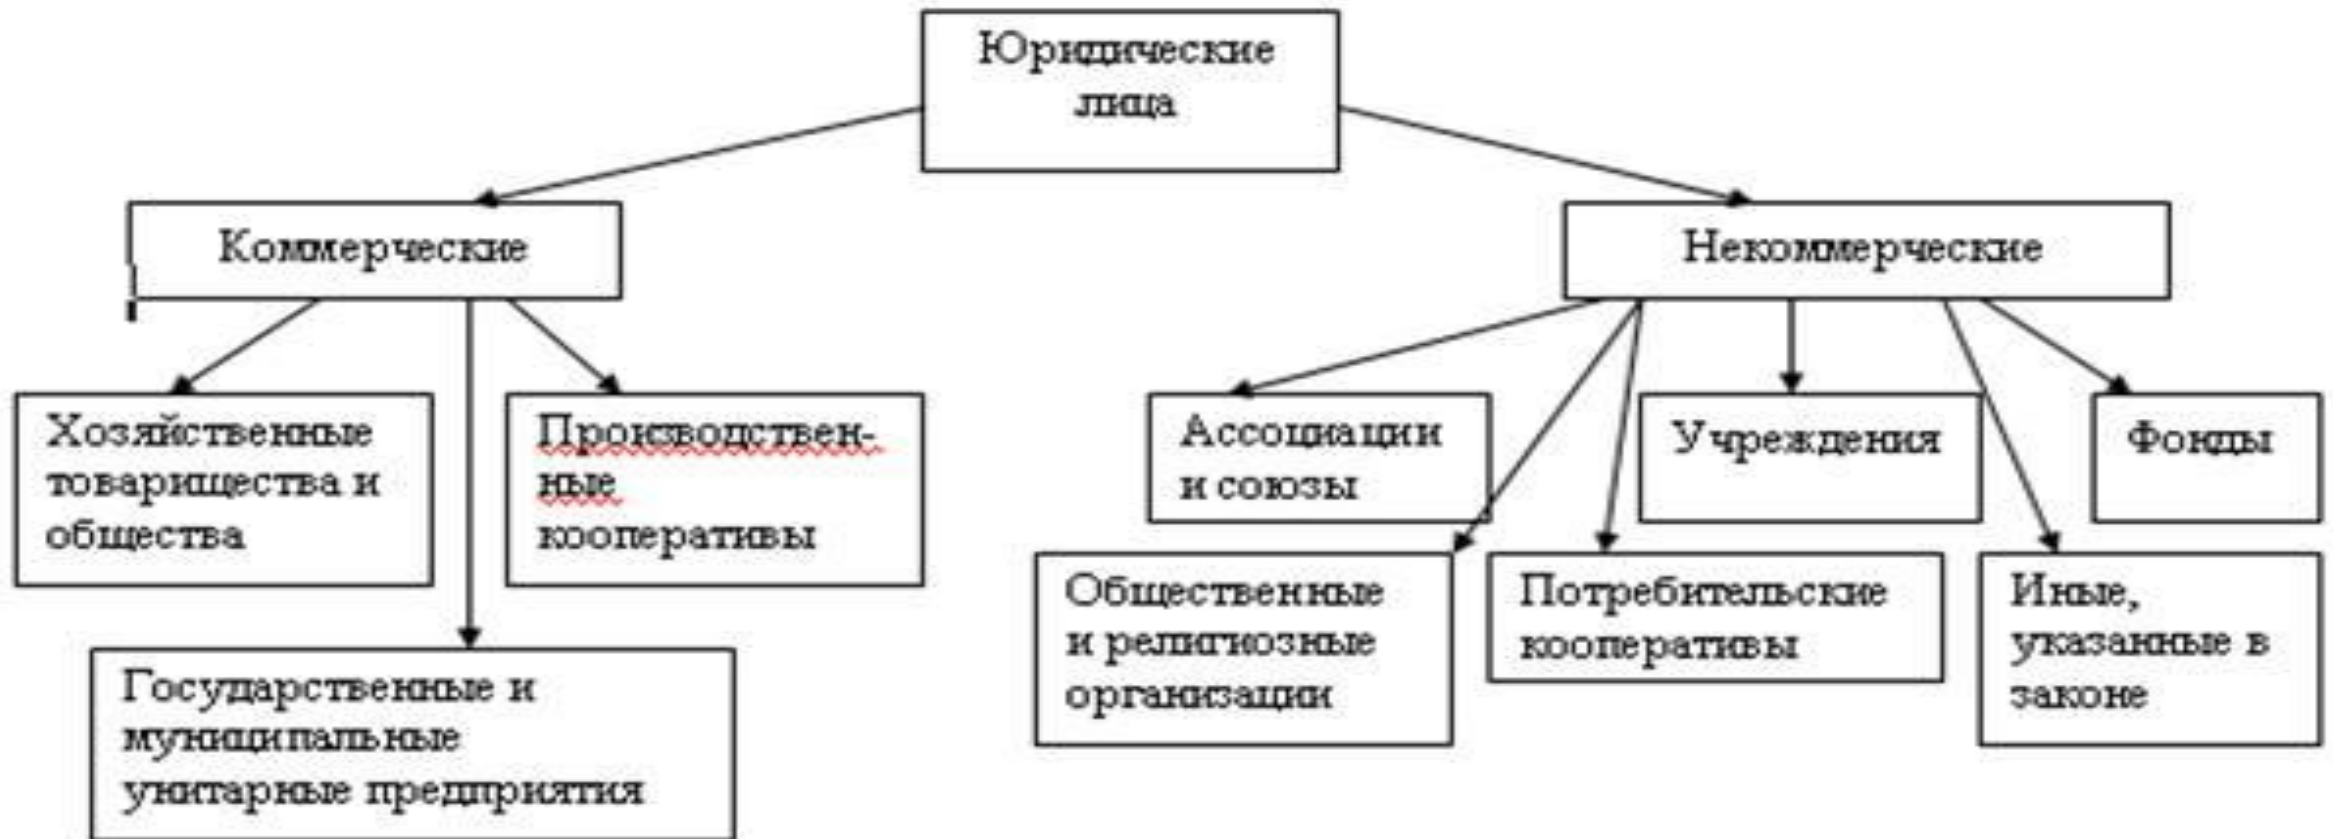 Юридические
лица
Коммерческие
Некоммерческие
Хозяйственные
товарищества и
общества
Производствен-
ные
кооперативы
Государственные и
муниципальные
унитарные предприятия
Ассоциации
и союзы
Учреждения
Фонды
Общественные
и религиозные
организации
Потребительские
кооперативы
Иные,
указанные в
законе